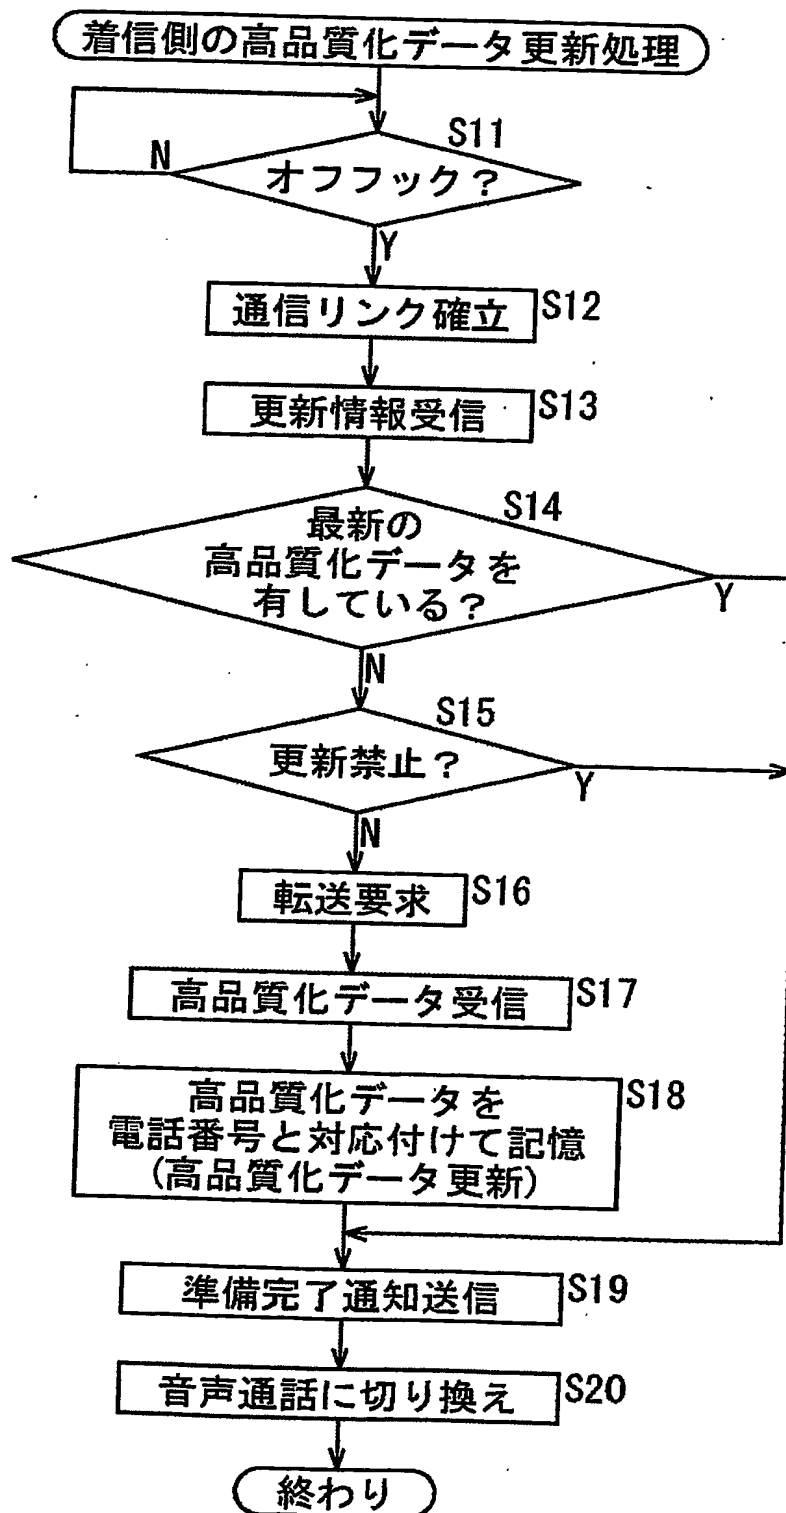 着信側の高品質化データ更新処理
S11
N
オフフック？
Y
通信リンク確立
S12
更新情報受信
S13
S14
最新の
高品質化データを
有している？
Y
N
S15
更新禁止？
Y
N
転送要求
S16
高品質化データ受信
S17
高品質化データを
S18
電話番号と対応付けて記憶
(高品質化データ更新)
準備完了通知送信
S19
音声通話に切り換え
S20
終わり